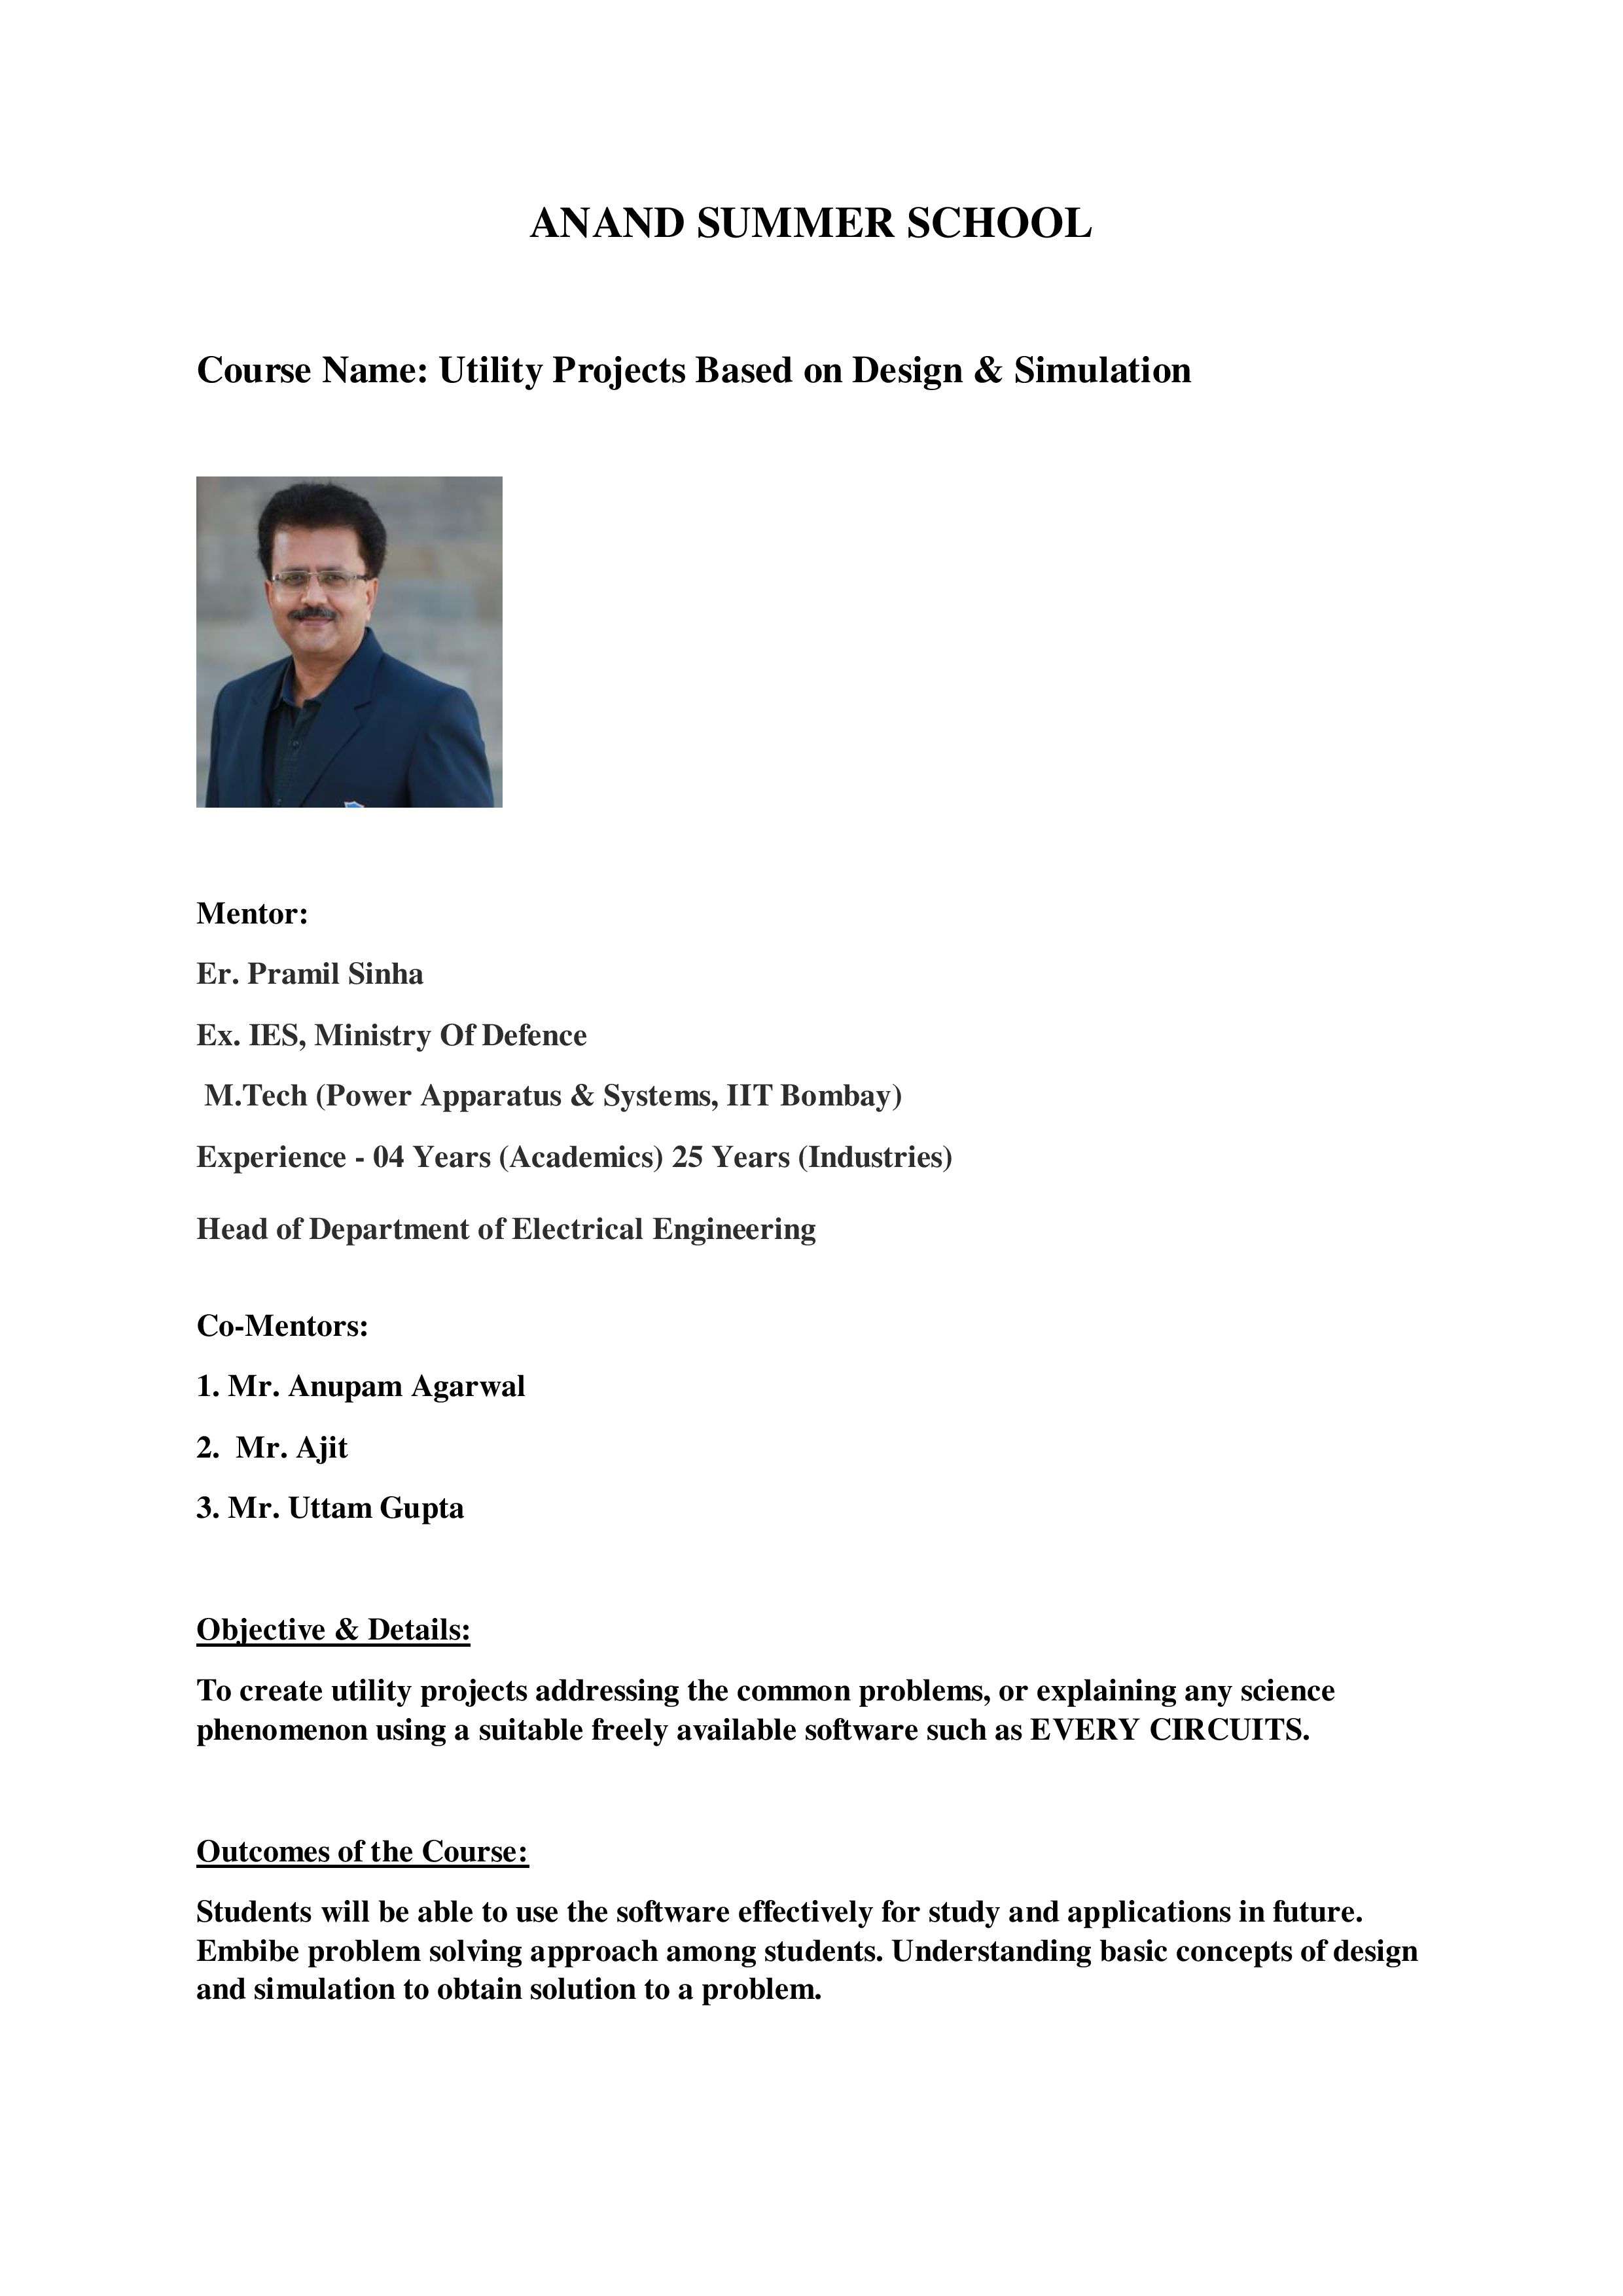 ANAND SUMMER SCHOOL
Course Name: Utility Projects Based on Design & Simulation
Mentor:
Er. Pramil Sinha
Ex. IES, Ministry Of Defence
M.Tech (Power Apparatus & Systems, IIT Bombay)
Experience - 04 Years (Academics) 25 Years (Industries)
Head of Department of Electrical Engineering
Co-Mentors:
1. Mr. Anupam Agarwal
2.  Mr. Ajit
3. Mr. Uttam Gupta
Objective & Details:
To create utility projects addressing the common problems, or explaining any science
phenomenon using a suitable freely available software such as EVERY CIRCUITS.
Outcomes of the Course:
Students will be able to use the software effectively for study and applications in future.
Embibe problem solving approach among students. Understanding basic concepts of design
and simulation to obtain solution to a problem.